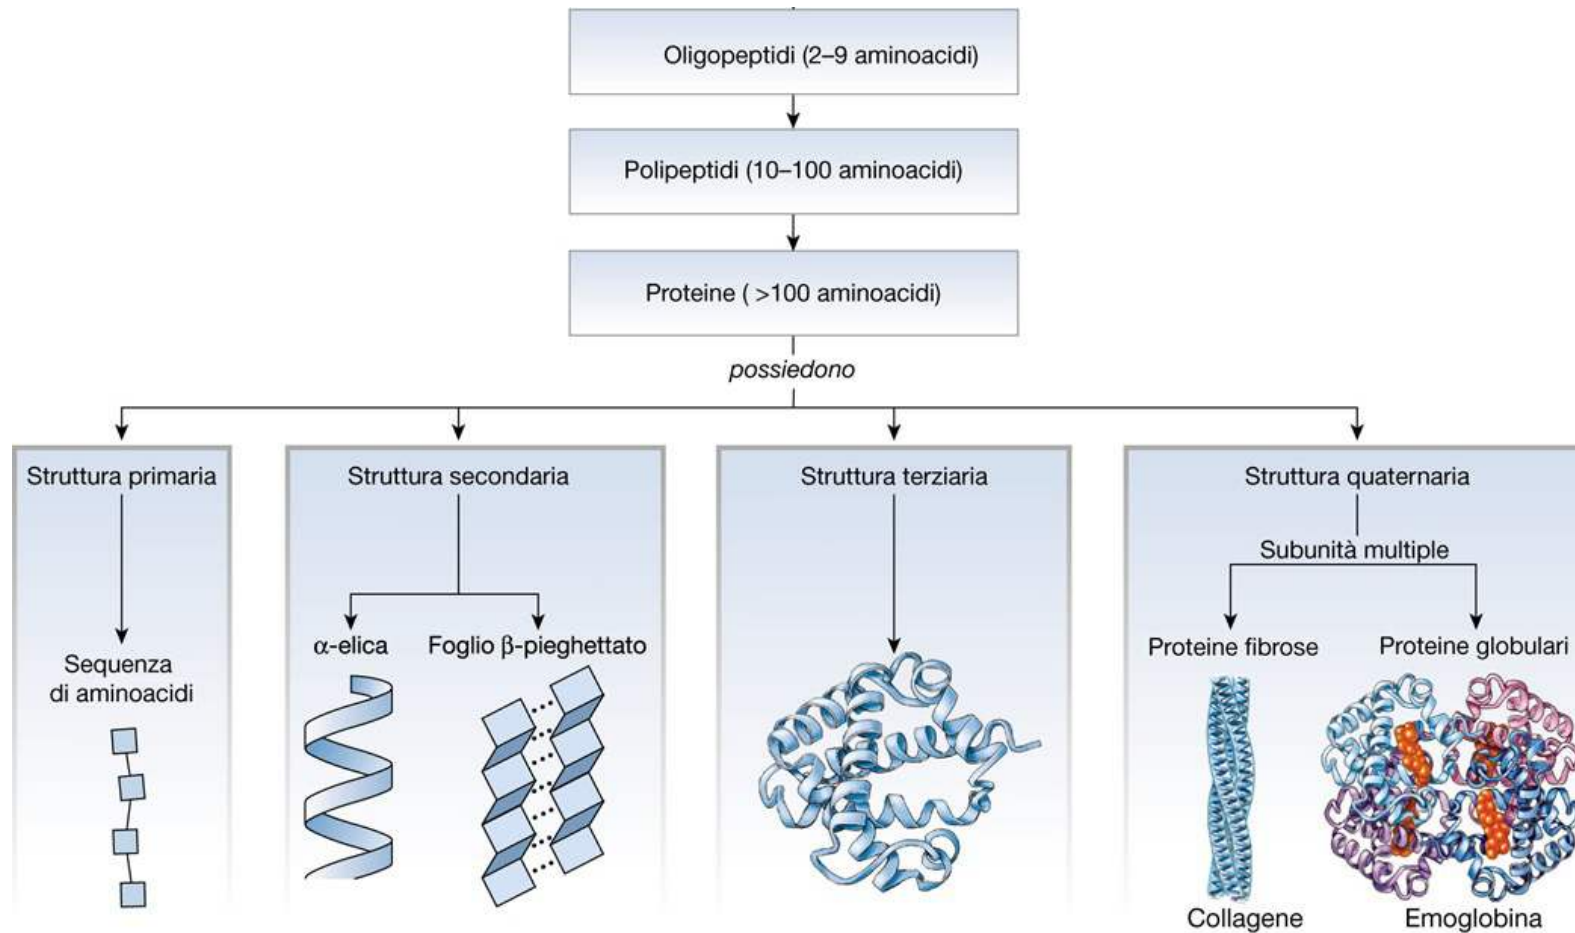 Oligopeptidi (2–9 aminoacidi)
Polipeptidi (10–100 aminoacidi)
Proteine ( >100 aminoacidi)
possiedono
Struttura primaria
Sequenza
di aminoacidi
Struttura secondaria
α-elica
Foglio β-pieghettato
Struttura terziaria
Struttura quaternaria
Subunità multiple
Proteine fibrose
Proteine globulari
Collagene
Emoglobina